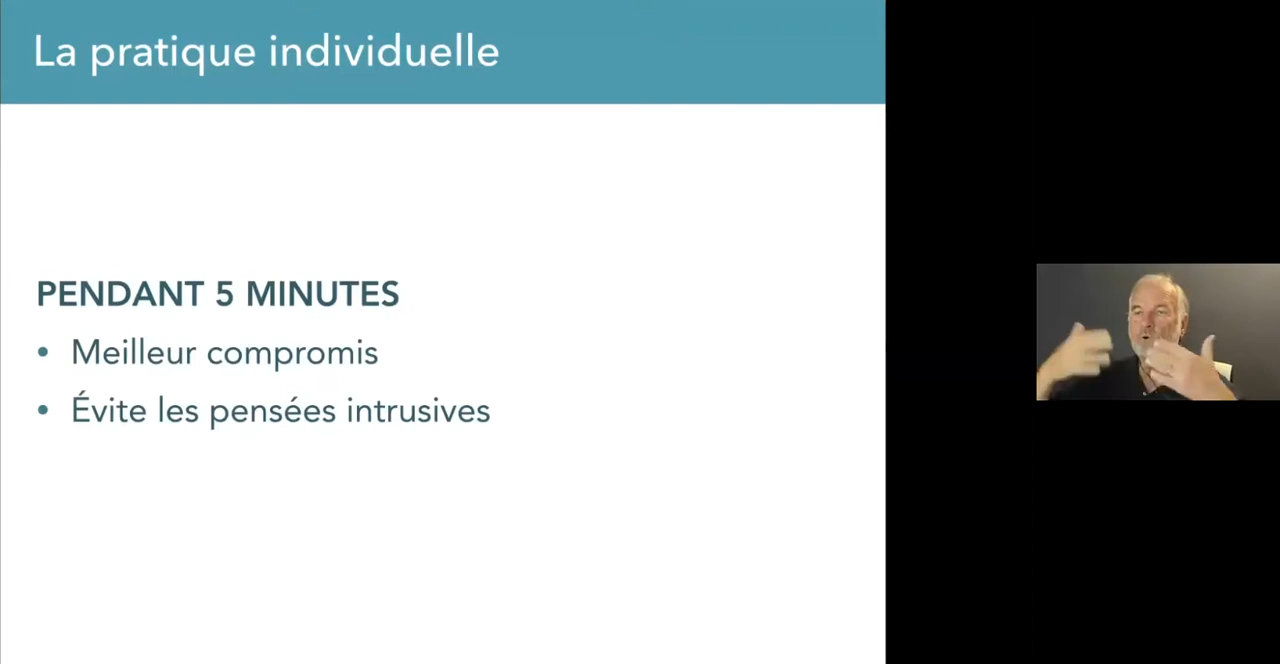 La pratique individuelle
PENDANT 5 MINUTES
• Meilleur compromis
• Évite les pensées intrusives